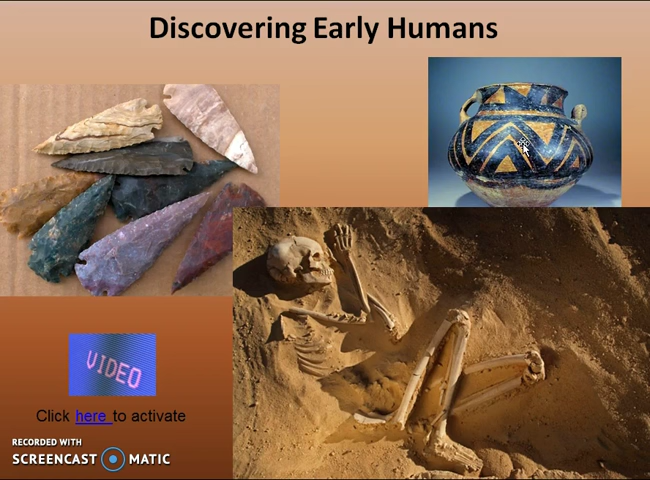 Discovering Early Humans
VIDEO
Click here to activate
RECORDED WITH
SCREENCAST MATIC